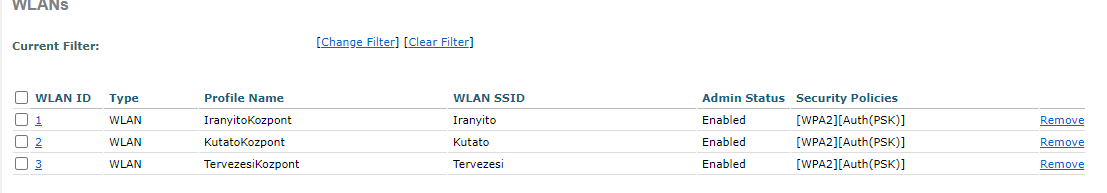 WLANs
Current Filter: [Change Filter] [Clear Filter]
WLAN ID Type Profile Name WLAN SSID Admin Status Security Policies
1 WLAN IranyitoKozpont Iranyito Enabled [WPA2][Auth(PSK)] Remove
2 WLAN KutatoKozpont Kutato Enabled [WPA2][Auth(PSK)] Remove
3 WLAN TervezesiKozpont Tervezesi Enabled [WPA2][Auth(PSK)] Remove